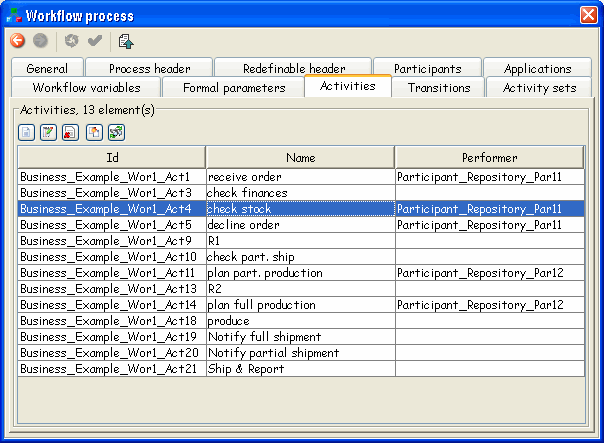 Workflow process
General Process header Redefinable header Participants Applications
Workflow variables Formal parameters Activities Transitions Activity sets
Activities, 13 element(s)
Id Name Performer
Business_Example_Wor1_Act1 receive order Participant_Repository_Par11
Business_Example_Wor1_Act3 check finances
Business_Example_Wor1_Act4 check stock Participant_Repository_Par11
Business_Example_Wor1_Act5 decline order Participant_Repository_Par11
Business_Example_Wor1_Act9 R1
Business_Example_Wor1_Act10 check part. ship
Business_Example_Wor1_Act11 plan part. production Participant_Repository_Par12
Business_Example_Wor1_Act13 R2
Business_Example_Wor1_Act14 plan full production Participant_Repository_Par12
Business_Example_Wor1_Act18 produce
Business_Example_Wor1_Act19 Notify full shipment
Business_Example_Wor1_Act20 Notify partial shipment
Business_Example_Wor1_Act21 Ship & Report